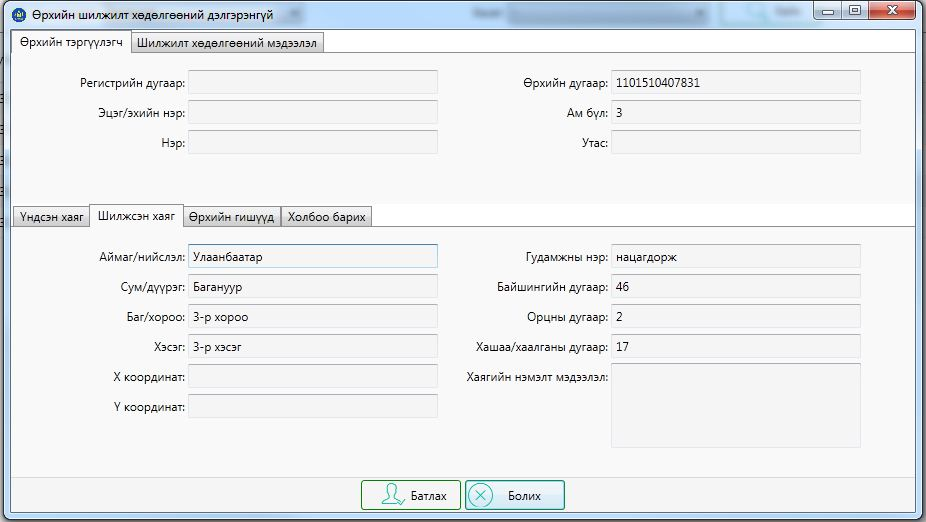 Өрхийн шилжилт хөдөлгөөний дэлгэрэнгүй
Өрхийн тэргүүлэгч Шилжилт хөдөлгөөний мэдээлэл
Регистрийн дугаар: Өрхийн дугаар: 1101510407831
Эцэг/эхийн нэр: Ам бүл: 3
Нэр: Утас:
Үндсэн хаяг Шилжсэн хаяг Өрхийн гишүүд Холбоо барих
Аймаг/нийслэл: Улаанбаатар Гудамжны нэр: нацагдорж
Сум/дүүрэг: Багануур Байшингийн дугаар: 46
Баг/хороо: 3-р хороо Орцны дугаар: 2
Хэсэг: 3-р хэсэг Хашаа/хаалганы дугаар: 17
X координат: Хаягийн нэмэлт мэдээлэл:
Y координат:
Батлах Болих